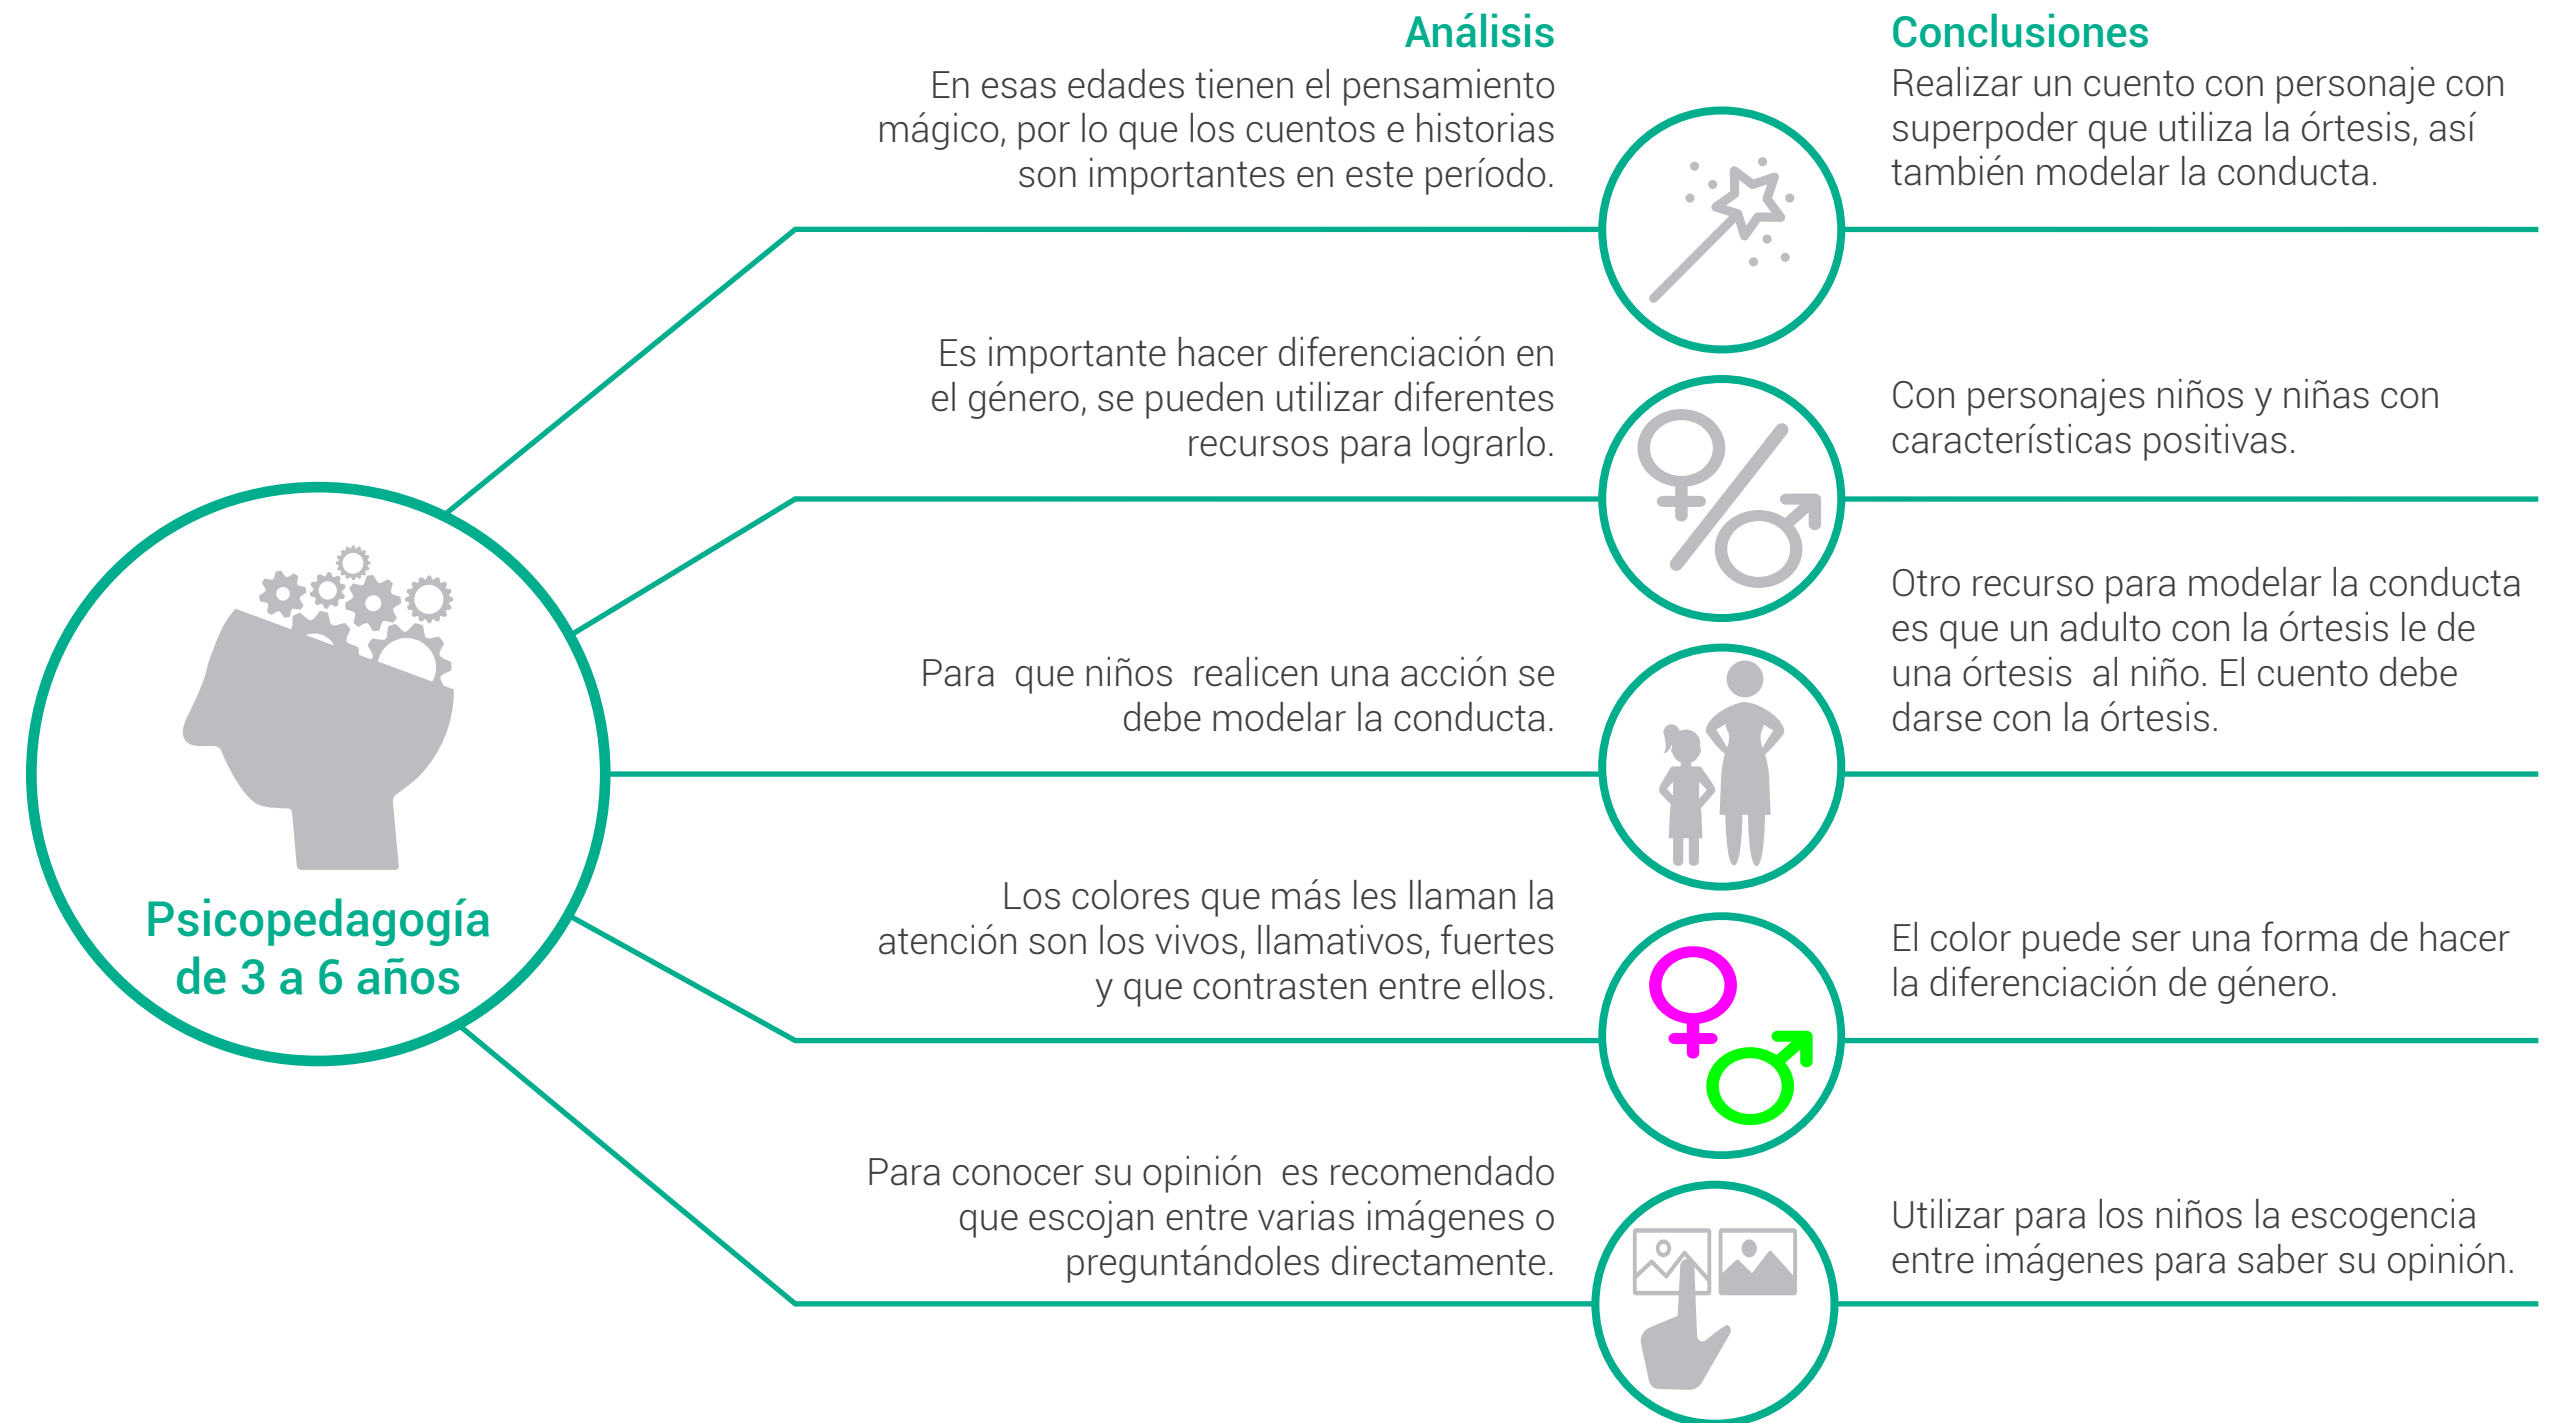 Análisis
En esas edades tienen el pensamiento
mágico, por lo que los cuentos e historias
son importantes en este período.
Conclusiones
Realizar un cuento con personaje con
superpoder que utiliza la órtesis, así
también modelar la conducta.
Es importante hacer diferenciación en
el género, se pueden utilizar diferentes
recursos para lograrlo.
Con personajes niños y niñas con
características positivas.
Para  que niños  realicen una acción se
debe modelar la conducta.
Otro recurso para modelar la conducta
es que un adulto con la órtesis le de
una órtesis  al niño. El cuento debe
darse con la órtesis.
Psicopedagogía
de 3 a 6 años
Los colores que más les llaman la
atención son los vivos, llamativos, fuertes
y que contrasten entre ellos.
El color puede ser una forma de hacer
la diferenciación de género.
Para conocer su opinión  es recomendado
que escojan entre varias imágenes o
preguntándoles directamente.
Utilizar para los niños la escogencia
entre imágenes para saber su opinión.